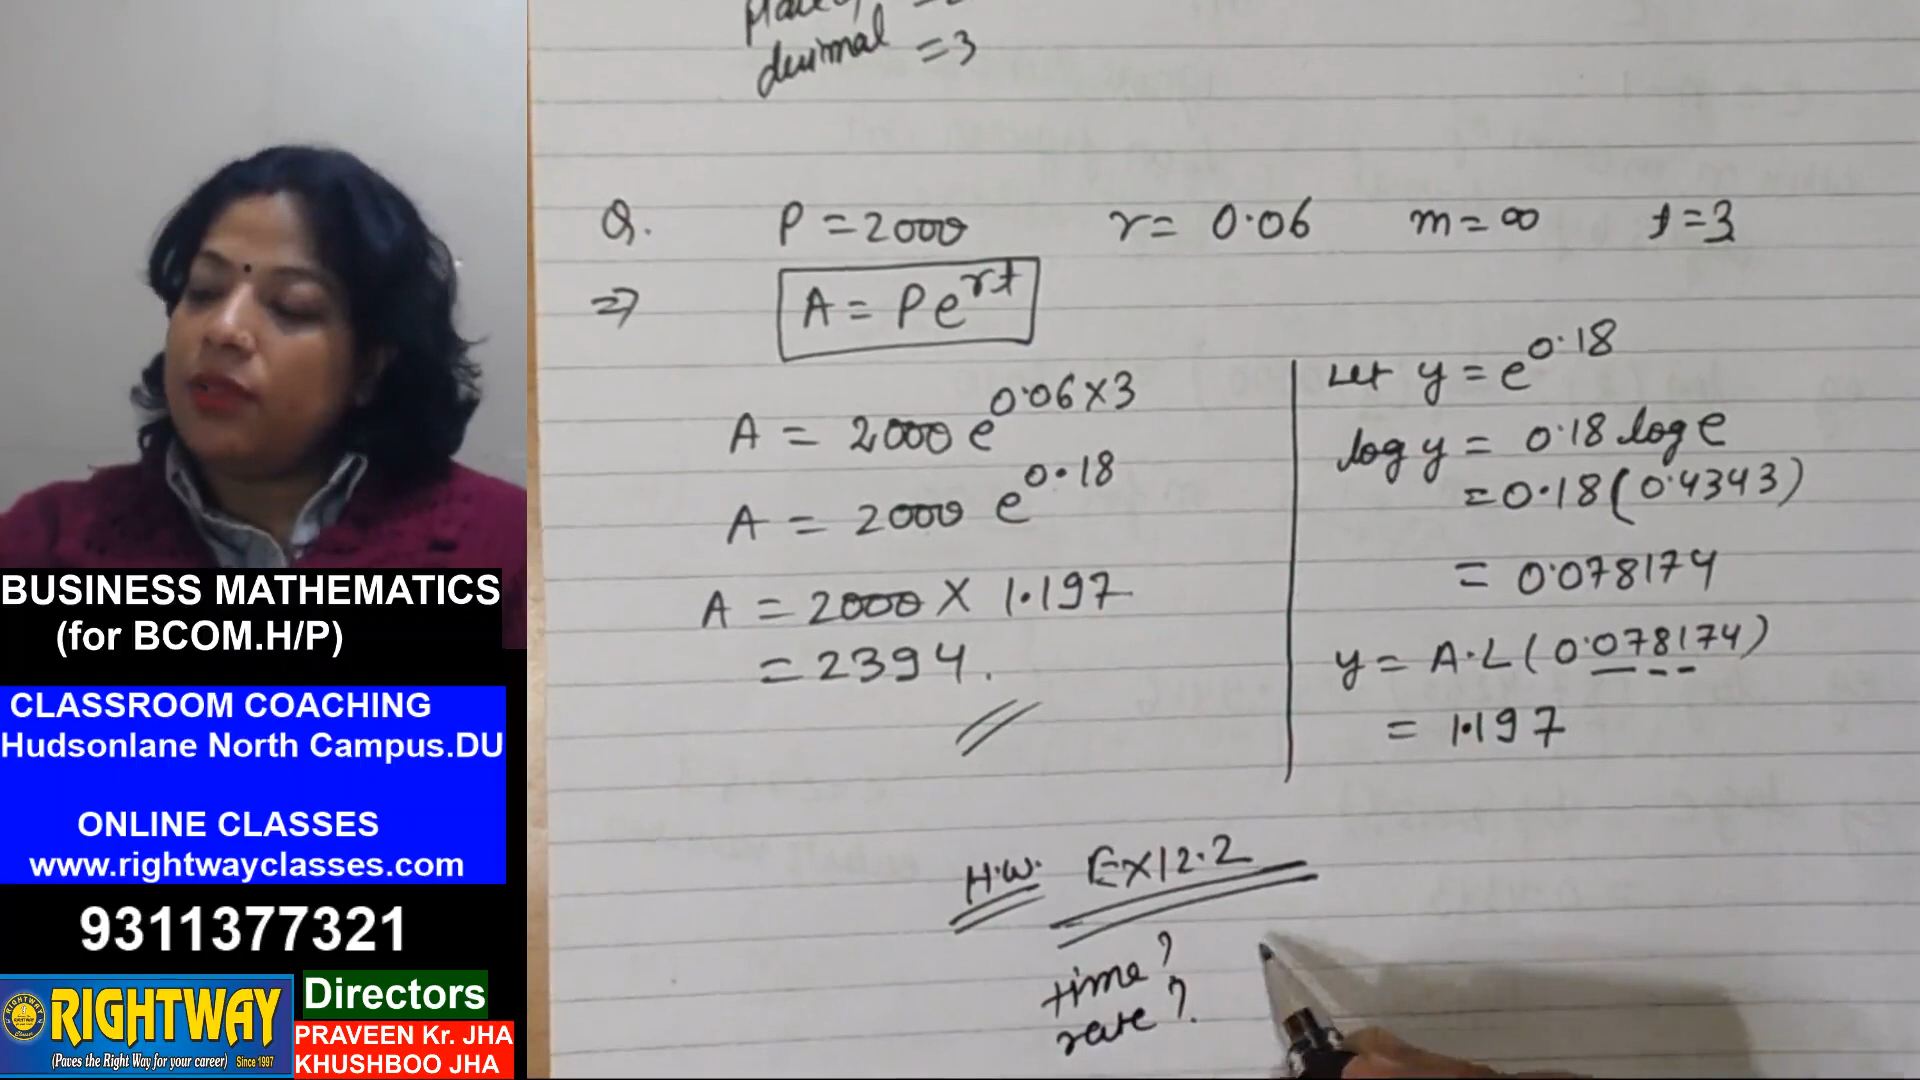 decimal = 3
Q. P = 2000 r = 0.06 m = ∞ t = 3
⇒ A = Pe^rt
A = 2000 e^0.06×3
A = 2000 e^0.18
A = 2000 × 1.197
= 2394.
Let y = e^0.18
log y = 0.18 log e
= 0.18 (0.4343)
= 0.078174
y = A.L (0.078174)
= 1.197
H.W. EX12.2
time?
rate?
BUSINESS MATHEMATICS
(for BCOM.H/P)
CLASSROOM COACHING
Hudsonlane North Campus.DU
ONLINE CLASSES
www.rightwayclasses.com
9311377321
RIGHTWAY
(Paves the Right Way for your career) Since 1997
Directors
PRAVEEN Kr. JHA
KHUSHBOO JHA